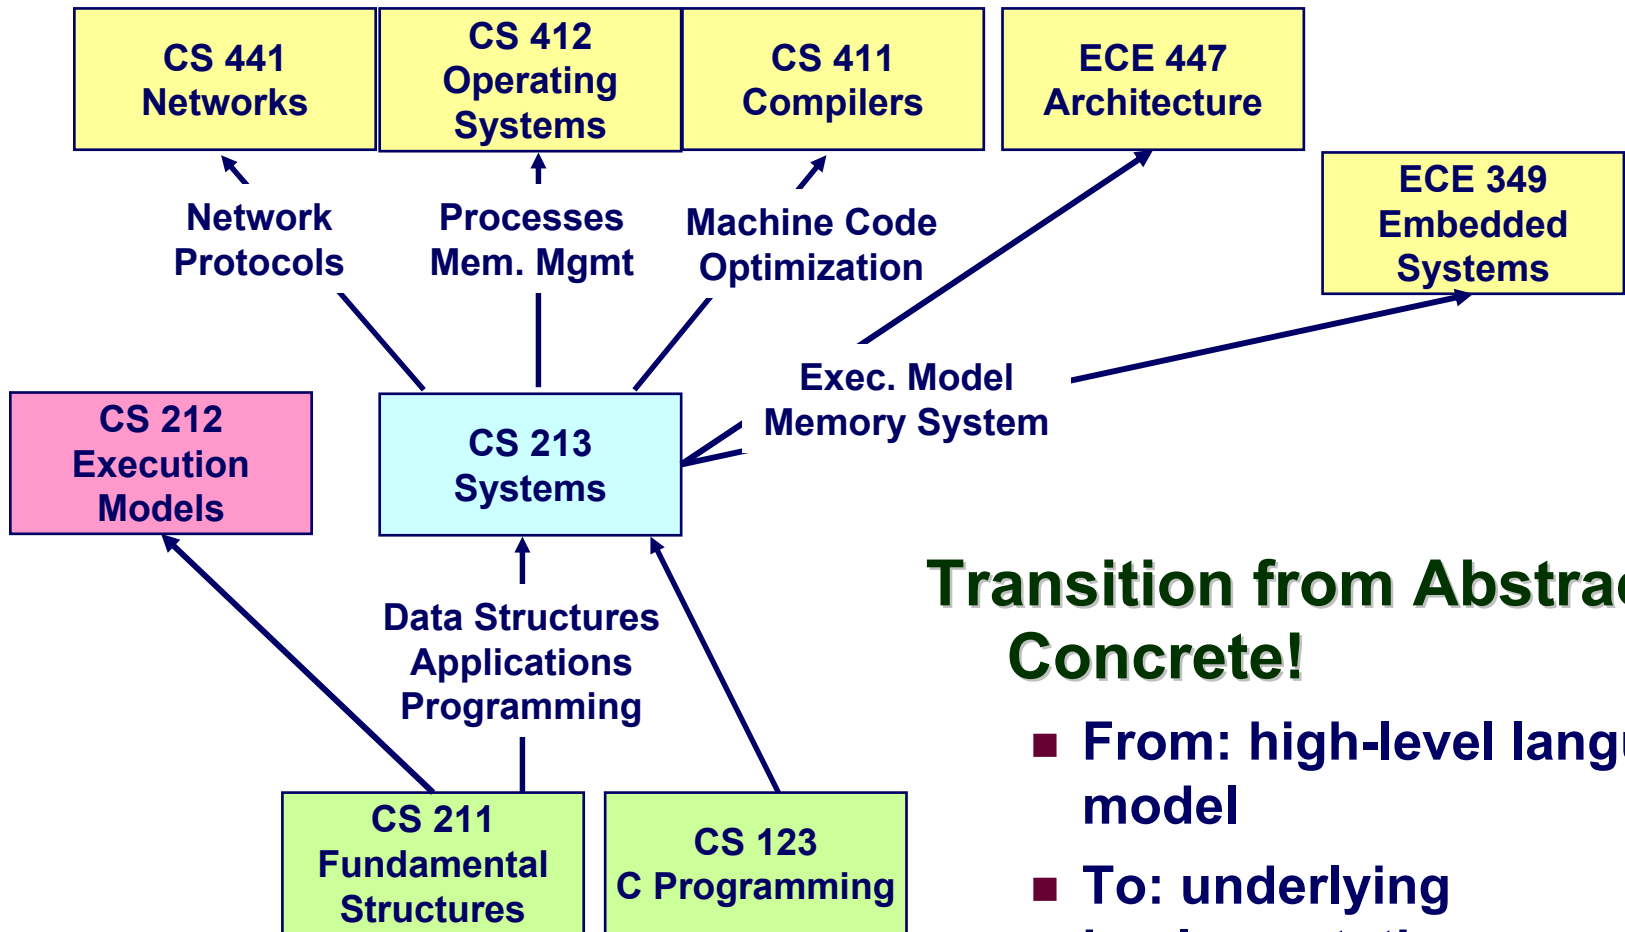 CS 441
Networks
CS 412
Operating
Systems
CS 411
Compilers
ECE 447
Architecture
ECE 349
Embedded
Systems
Network
Protocols
Processes
Mem. Mgmt
Machine Code
Optimization
Exec. Model
Memory System
CS 212
Execution
Models
CS 213
Systems
Data Structures
Applications
Programming
CS 211
Fundamental
Structures
CS 123
C Programming
Transition from Abstrac
Concrete!
■ From: high-level langu
model
■ To: underlying